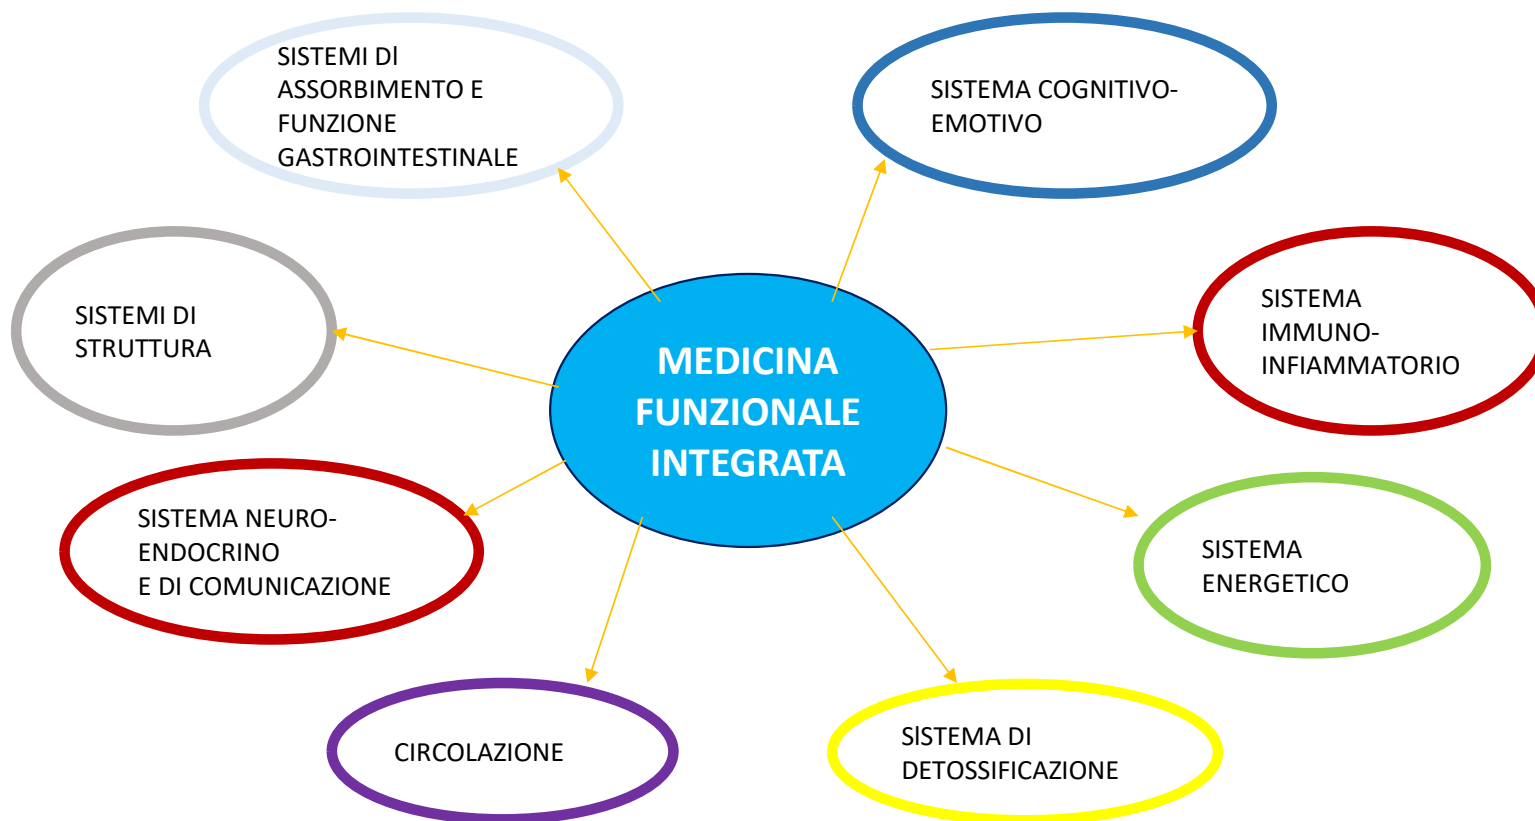 SISTEMI DI
ASSORBIMENTO E
FUNZIONE
GASTROINTESTINALE
SISTEMA COGNITIVO-
EMOTIVO
SISTEMI DI
STRUTTURA
SISTEMA
IMMUNO-
INFIAMMATORIO
MEDICINA
FUNZIONALE
INTEGRATA
SISTEMA NEURO-
ENDOCRINO
E DI COMUNICAZIONE
SISTEMA
ENERGETICO
CIRCOLAZIONE
SISTEMA DI
DETOSSIFICAZIONE